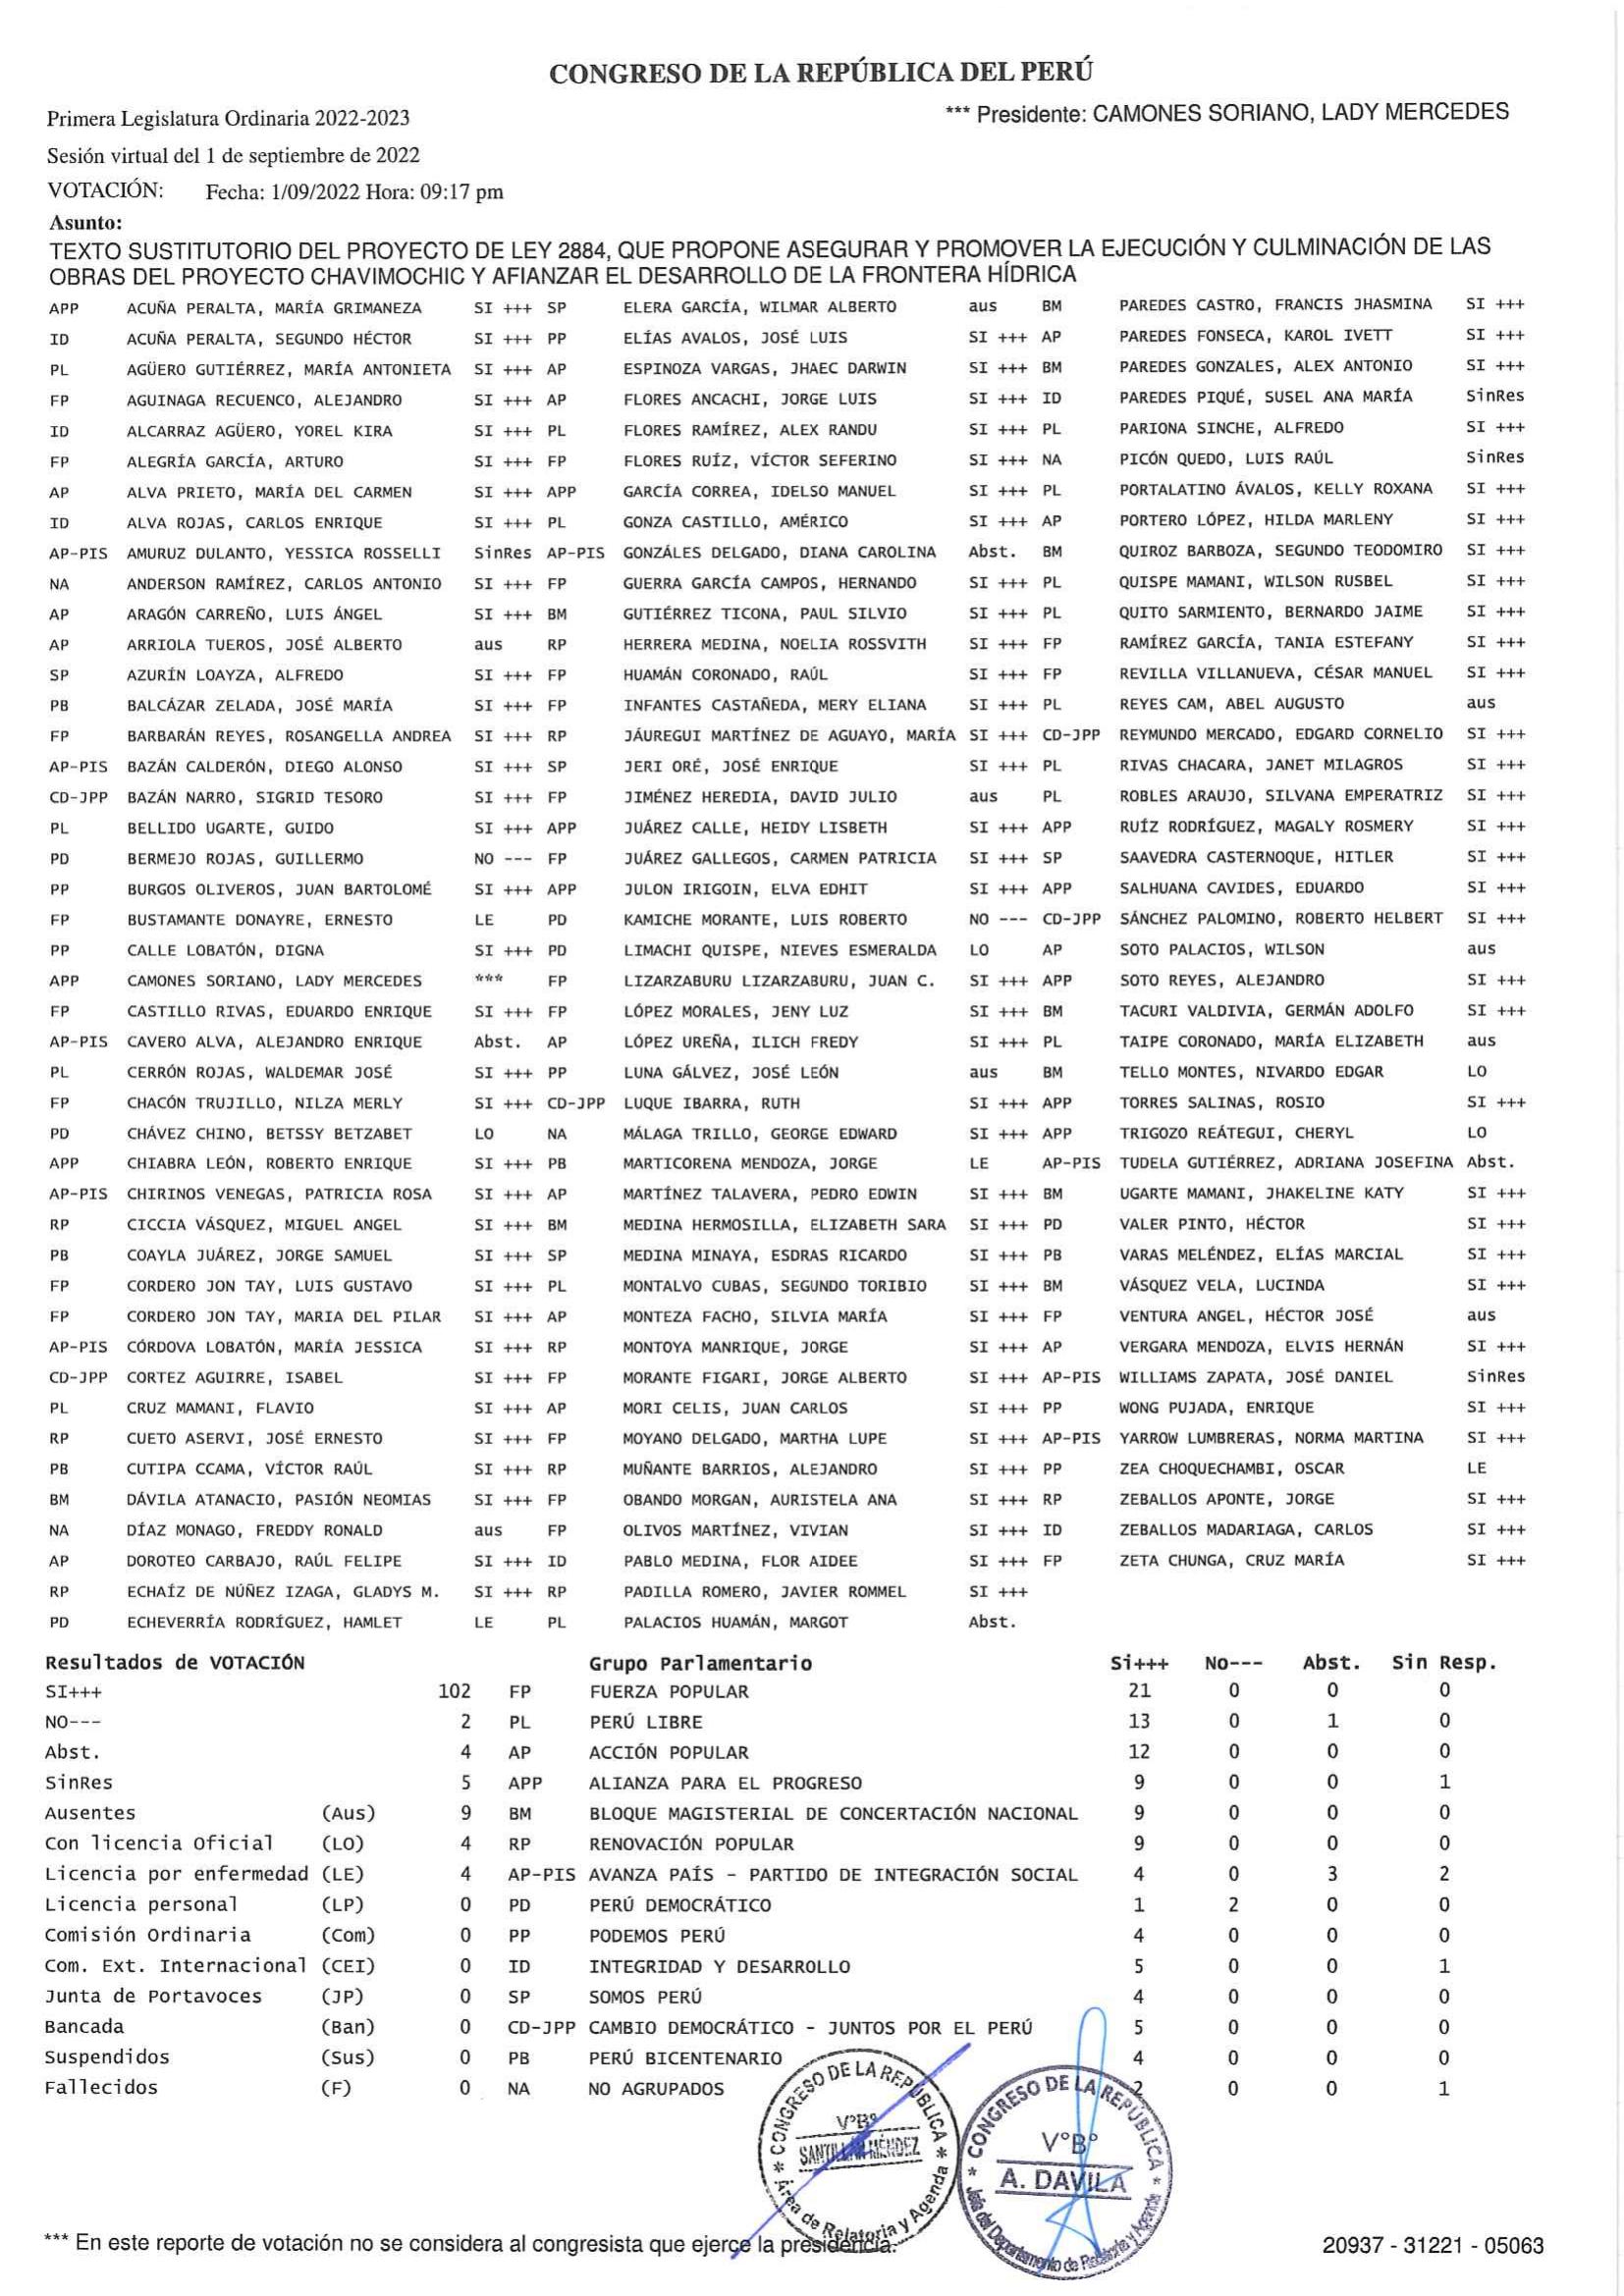 CONGRESO DE LA REPÚBLICA DEL PERÚ
Primera Legislatura Ordinaria 2022-2023 *** Presidente: CAMONES SORIANO, LADY MERCEDES
Sesión virtual del 1 de septiembre de 2022
VOTACIÓN: Fecha: 1/09/2022 Hora: 09:17 pm
Asunto:
TEXTO SUSTITUTORIO DEL PROYECTO DE LEY 2884, QUE PROPONE ASEGURAR Y PROMOVER LA EJECUCIÓN Y CULMINACIÓN DE LAS
OBRAS DEL PROYECTO CHAVIMOCHIC Y AFIANZAR EL DESARROLLO DE LA FRONTERA HÍDRICA
APP ACUÑA PERALTA, MARÍA GRIMANEZA SI +++ SP ELERA GARCÍA, WILMAR ALBERTO aus BM PAREDES CASTRO, FRANCIS JHASMINA SI +++
ID ACUÑA PERALTA, SEGUNDO HÉCTOR SI +++ PP ELÍAS AVALOS, JOSÉ LUIS SI +++ AP PAREDES FONSECA, KAROL IVETT SI +++
PL AGÜERO GUTIÉRREZ, MARÍA ANTONIETA SI +++ AP ESPINOZA VARGAS, JHAEC DARWIN SI +++ BM PAREDES GONZALES, ALEX ANTONIO SI +++
FP AGUINAGA RECUENCO, ALEJANDRO SI +++ AP FLORES ANCACHI, JORGE LUIS SI +++ ID PAREDES PIQUÉ, SUSEL ANA MARÍA SinRes
ID ALCARRAZ AGÜERO, YOREL KIRA SI +++ PL FLORES RAMÍREZ, ALEX RANDU SI +++ PL PARIONA SINCHE, ALFREDO SI +++
FP ALEGRÍA GARCÍA, ARTURO SI +++ FP FLORES RUÍZ, VÍCTOR SEFERINO SI +++ NA PICÓN QUEDO, LUIS RAÚL SinRes
AP ALVA PRIETO, MARÍA DEL CARMEN SI +++ APP GARCÍA CORREA, IDELSO MANUEL SI +++ PL PORTALATINO ÁVALOS, KELLY ROXANA SI +++
ID ALVA ROJAS, CARLOS ENRIQUE SI +++ PL GONZA CASTILLO, AMÉRICO SI +++ AP PORTERO LÓPEZ, HILDA MARLENY SI +++
AP-PIS AMURUZ DULANTO, YESSICA ROSSELLI SinRes AP-PIS GONZÁLES DELGADO, DIANA CAROLINA Abst. BM QUIROZ BARBOZA, SEGUNDO TEODOMIRO SI +++
NA ANDERSON RAMÍREZ, CARLOS ANTONIO SI +++ FP GUERRA GARCÍA CAMPOS, HERNANDO SI +++ PL QUISPE MAMANI, WILSON RUSBEL SI +++
AP ARAGÓN CARREÑO, LUIS ÁNGEL SI +++ BM GUTIÉRREZ TICONA, PAUL SILVIO SI +++ PL QUITO SARMIENTO, BERNARDO JAIME SI +++
AP ARRIOLA TUEROS, JOSÉ ALBERTO aus RP HERRERA MEDINA, NOELIA ROSSVITH SI +++ FP RAMÍREZ GARCÍA, TANIA ESTEFANY SI +++
SP AZURÍN LOAYZA, ALFREDO SI +++ FP HUAMÁN CORONADO, RAÚL SI +++ FP REVILLA VILLANUEVA, CÉSAR MANUEL SI +++
PB BALCÁZAR ZELADA, JOSÉ MARÍA SI +++ FP INFANTES CASTAÑEDA, MERY ELIANA SI +++ PL REYES CAM, ABEL AUGUSTO aus
FP BARBARÁN REYES, ROSANGELLA ANDREA SI +++ RP JÁUREGUI MARTÍNEZ DE AGUAYO, MARÍA SI +++ CD-JPP REYMUNDO MERCADO, EDGARD CORNELIO SI +++
AP-PIS BAZÁN CALDERÓN, DIEGO ALONSO SI +++ SP JERI ORÉ, JOSÉ ENRIQUE SI +++ PL RIVAS CHACARA, JANET MILAGROS SI +++
CD-JPP BAZÁN NARRO, SIGRID TESORO SI +++ FP JIMÉNEZ HEREDIA, DAVID JULIO aus PL ROBLES ARAUJO, SILVANA EMPERATRIZ SI +++
PL BELLIDO UGARTE, GUIDO SI +++ APP JUÁREZ CALLE, HEIDY LISBETH SI +++ APP RUÍZ RODRÍGUEZ, MAGALY ROSMERY SI +++
PD BERMEJO ROJAS, GUILLERMO NO --- FP JUÁREZ GALLEGOS, CARMEN PATRICIA SI +++ SP SAAVEDRA CASTERNOQUE, HITLER SI +++
PP BURGOS OLIVEROS, JUAN BARTOLOMÉ SI +++ APP JULON IRIGOIN, ELVA EDHIT SI +++ APP SALHUANA CAVIDES, EDUARDO SI +++
FP BUSTAMANTE DONAYRE, ERNESTO LE PD KAMICHE MORANTE, LUIS ROBERTO NO --- CD-JPP SÁNCHEZ PALOMINO, ROBERTO HELBERT SI +++
PP CALLE LOBATÓN, DIGNA SI +++ PD LIMACHI QUISPE, NIEVES ESMERALDA LO AP SOTO PALACIOS, WILSON aus
APP CAMONES SORIANO, LADY MERCEDES *** FP LIZARZABURU LIZARZABURU, JUAN C. SI +++ APP SOTO REYES, ALEJANDRO SI +++
FP CASTILLO RIVAS, EDUARDO ENRIQUE SI +++ FP LÓPEZ MORALES, JENY LUZ SI +++ BM TACURI VALDIVIA, GERMÁN ADOLFO SI +++
AP-PIS CAVERO ALVA, ALEJANDRO ENRIQUE Abst. AP LÓPEZ UREÑA, ILICH FREDY SI +++ PL TAIPE CORONADO, MARÍA ELIZABETH aus
PL CERRÓN ROJAS, WALDEMAR JOSÉ SI +++ PP LUNA GÁLVEZ, JOSÉ LEÓN aus BM TELLO MONTES, NIVARDO EDGAR LO
FP CHACÓN TRUJILLO, NILZA MERLY SI +++ CD-JPP LUQUE IBARRA, RUTH SI +++ APP TORRES SALINAS, ROSIO SI +++
PD CHÁVEZ CHINO, BETSSY BETZABET LO NA MÁLAGA TRILLO, GEORGE EDWARD SI +++ APP TRIGOZO REÁTEGUI, CHERYL LO
APP CHIABRA LEÓN, ROBERTO ENRIQUE SI +++ PB MARTICORENA MENDOZA, JORGE LE AP-PIS TUDELA GUTIÉRREZ, ADRIANA JOSEFINA Abst.
AP-PIS CHIRINOS VENEGAS, PATRICIA ROSA SI +++ AP MARTÍNEZ TALAVERA, PEDRO EDWIN SI +++ BM UGARTE MAMANI, JHAKELINE KATY SI +++
RP CICCIA VÁSQUEZ, MIGUEL ANGEL SI +++ BM MEDINA HERMOSILLA, ELIZABETH SARA SI +++ PD VALER PINTO, HÉCTOR SI +++
PB COAYLA JUÁREZ, JORGE SAMUEL SI +++ SP MEDINA MINAYA, ESDRAS RICARDO SI +++ PB VARAS MELÉNDEZ, ELÍAS MARCIAL SI +++
FP CORDERO JON TAY, LUIS GUSTAVO SI +++ PL MONTALVO CUBAS, SEGUNDO TORIBIO SI +++ BM VÁSQUEZ VELA, LUCINDA SI +++
FP CORDERO JON TAY, MARIA DEL PILAR SI +++ AP MONTEZA FACHO, SILVIA MARÍA SI +++ FP VENTURA ANGEL, HÉCTOR JOSÉ aus
AP-PIS CÓRDOVA LOBATÓN, MARÍA JESSICA SI +++ RP MONTOYA MANRIQUE, JORGE SI +++ AP VERGARA MENDOZA, ELVIS HERNÁN SI +++
CD-JPP CORTEZ AGUIRRE, ISABEL SI +++ FP MORANTE FIGARI, JORGE ALBERTO SI +++ AP-PIS WILLIAMS ZAPATA, JOSÉ DANIEL SinRes
PL CRUZ MAMANI, FLAVIO SI +++ AP MORI CELIS, JUAN CARLOS SI +++ PP WONG PUJADA, ENRIQUE SI +++
RP CUETO ASERVI, JOSÉ ERNESTO SI +++ FP MOYANO DELGADO, MARTHA LUPE SI +++ AP-PIS YARROW LUMBRERAS, NORMA MARTINA SI +++
PB CUTIPA CCAMA, VÍCTOR RAÚL SI +++ RP MUÑANTE BARRIOS, ALEJANDRO SI +++ PP ZEA CHOQUECHAMBI, OSCAR LE
BM DÁVILA ATANACIO, PASIÓN NEOMIAS SI +++ FP OBANDO MORGAN, AURISTELA ANA SI +++ RP ZEBALLOS APONTE, JORGE SI +++
NA DÍAZ MONAGO, FREDDY RONALD aus FP OLIVOS MARTÍNEZ, VIVIAN SI +++ ID ZEBALLOS MADARIAGA, CARLOS SI +++
AP DOROTEO CARBAJO, RAÚL FELIPE SI +++ ID PABLO MEDINA, FLOR AIDEE SI +++ FP ZETA CHUNGA, CRUZ MARÍA SI +++
RP ECHAÍZ DE NÚÑEZ IZAGA, GLADYS M. SI +++ RP PADILLA ROMERO, JAVIER ROMMEL SI +++
PD ECHEVERRÍA RODRÍGUEZ, HAMLET LE PL PALACIOS HUAMÁN, MARGOT Abst.
Resultados de VOTACIÓN Grupo Parlamentario Si+++ No--- Abst. Sin Resp.
SI+++ 102 FP FUERZA POPULAR 21 0 0 0
NO--- 2 PL PERÚ LIBRE 13 0 1 0
Abst. 4 AP ACCIÓN POPULAR 12 0 0 0
SinRes 5 APP ALIANZA PARA EL PROGRESO 9 0 0 1
Ausentes (Aus) 9 BM BLOQUE MAGISTERIAL DE CONCERTACIÓN NACIONAL 9 0 0 0
Con licencia Oficial (LO) 4 RP RENOVACIÓN POPULAR 9 0 0 0
Licencia por enfermedad (LE) 4 AP-PIS AVANZA PAÍS - PARTIDO DE INTEGRACIÓN SOCIAL 4 0 3 2
Licencia personal (LP) 0 PD PERÚ DEMOCRÁTICO 1 2 0 0
Comisión Ordinaria (Com) 0 PP PODEMOS PERÚ 4 0 0 0
Com. Ext. Internacional (CEI) 0 ID INTEGRIDAD Y DESARROLLO 5 0 0 1
Junta de Portavoces (JP) 0 SP SOMOS PERÚ 4 0 0 0
Bancada (Ban) 0 CD-JPP CAMBIO DEMOCRÁTICO - JUNTOS POR EL PERÚ 5 0 0 0
Suspendidos (Sus) 0 PB PERÚ BICENTENARIO 4 0 0 0
Fallecidos (F) 0 NA NO AGRUPADOS 2 0 0 1
* CONGRESO DE LA REPÚBLICA *
V°B°
SANTILLÁN MÉNDEZ
Área de Relatoria y Agenda
* CONGRESO DE LA REPÚBLICA *
V°B°
A. DAVILA
Jefa del Departamento de Relatoría y Agenda
*** En este reporte de votación no se considera al congresista que ejerce la presidencia. 20937 - 31221 - 05063